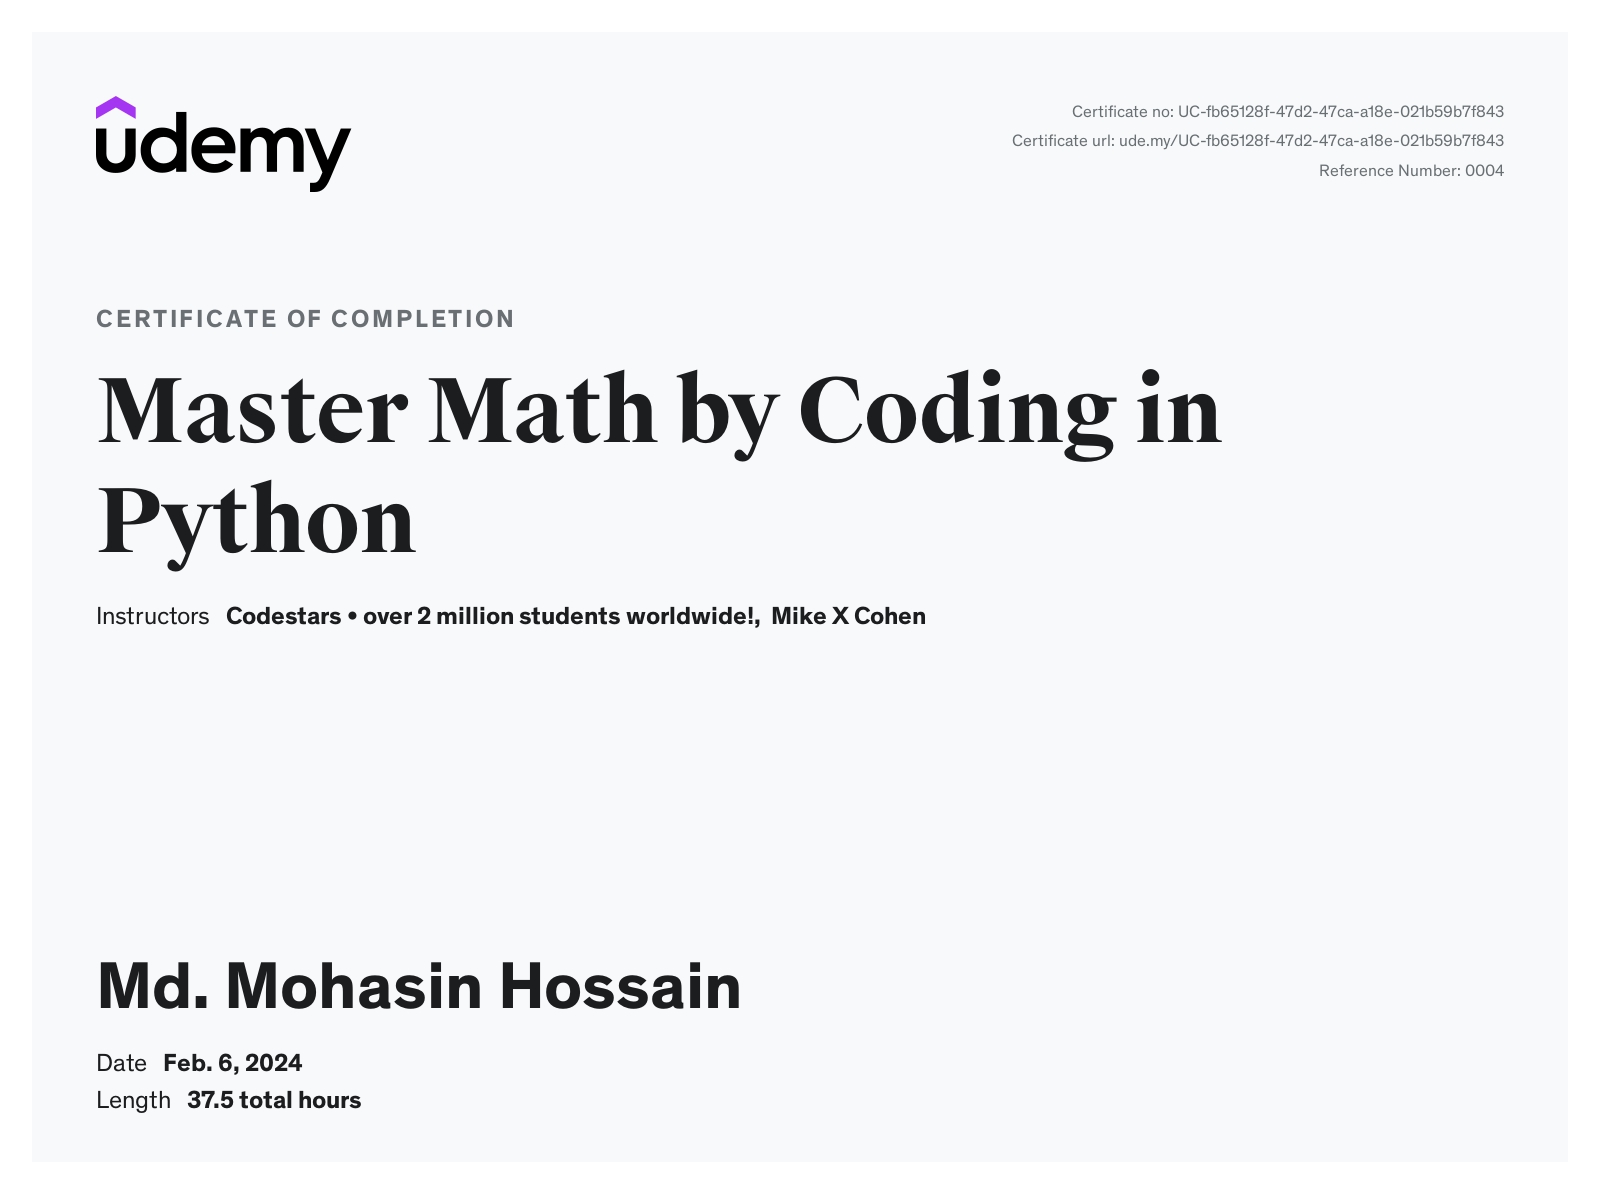 udemy
Certificate no: UC-fb65128f-47d2-47ca-a18e-021b59b7f843
Certificate url: ude.my/UC-fb65128f-47d2-47ca-a18e-021b59b7f843
Reference Number: 0004
CERTIFICATE OF COMPLETION
Master Math by Coding in
Python
Instructors Codestars • over 2 million students worldwide!, Mike X Cohen
Md. Mohasin Hossain
Date Feb. 6, 2024
Length 37.5 total hours